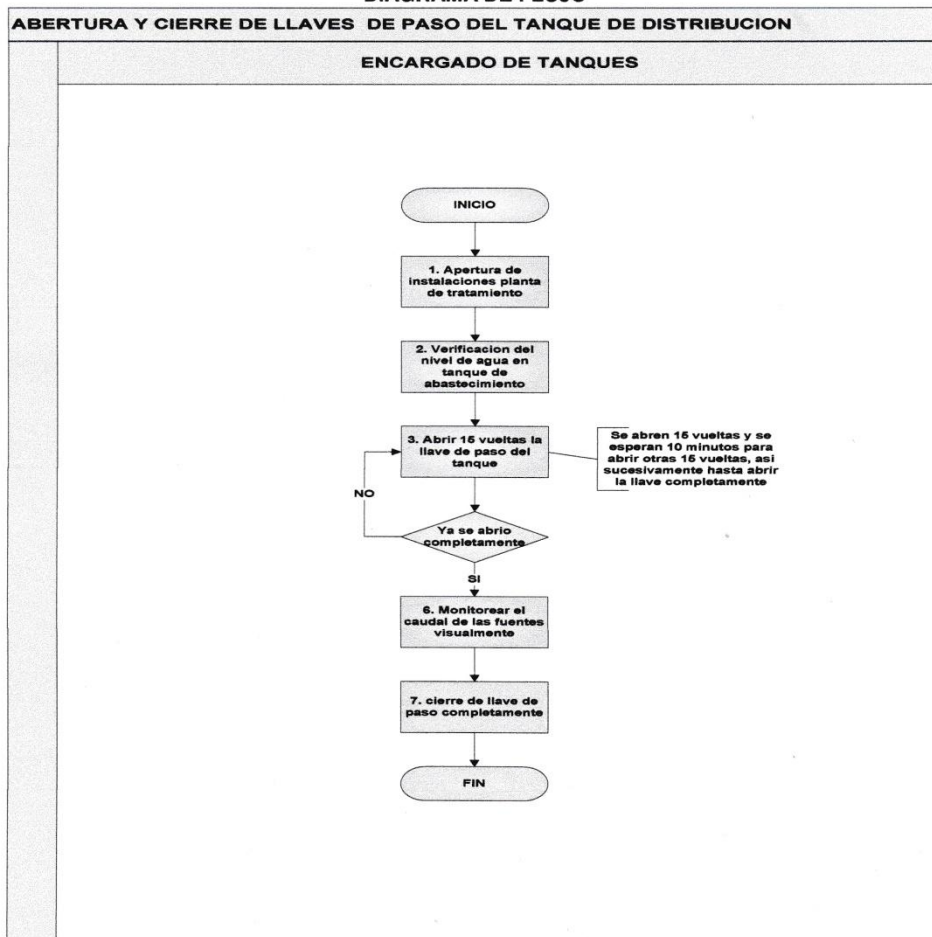 ABERTURA Y CIERRE DE LLAVES DE PASO DEL TANQUE DE DISTRIBUCION
ENCARGADO DE TANQUES
INICIO
1. Apertura de
instalaciones planta
de tratamiento
2. Verificacion del
nivel de agua en
tanque de
abastecimiento
3. Abrir 15 vueltas la
llave de paso del
tanque
Se abren 15 vueltas y se
esperan 10 minutos para
abrir otras 15 vueltas, asi
sucesivamente hasta abrir
la llave completamente
NO
Ya se abrio
completamente
SI
6. Monitorear el
caudal de las fuentes
visualmente
7. cierre de llave de
paso completamente
FIN